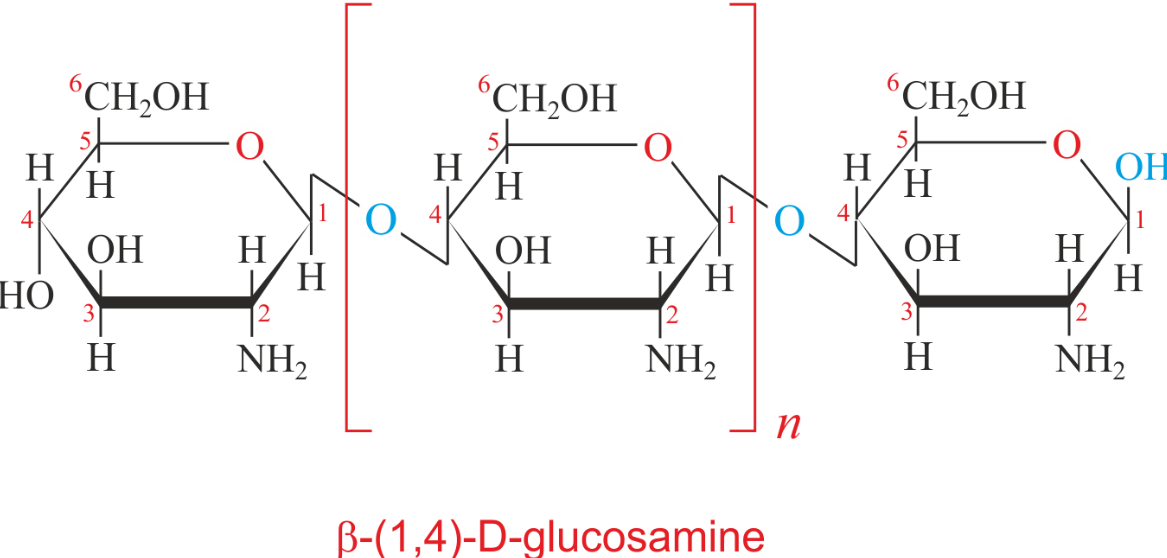 6CH₂OH 6CH₂OH 6CH₂OH
5 O 5 O 5 O OH
H H H H H H
4 1 O 4 1 O 4 1
OH H OH H OH H
HO H H H
3 2 3 2 3 2
H NH₂ H NH₂ H NH₂
n
β-(1,4)-D-glucosamine